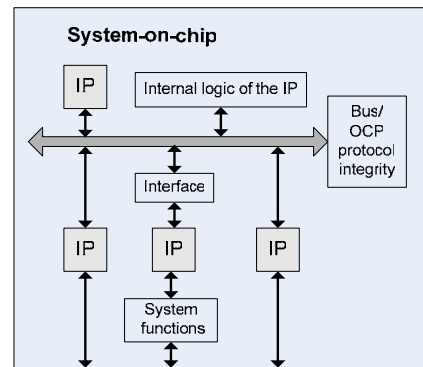 System-on-chip
IP
Internal logic of the IP
Bus/
OCP
protocol
integrity
Interface
IP
IP
IP
System
functions